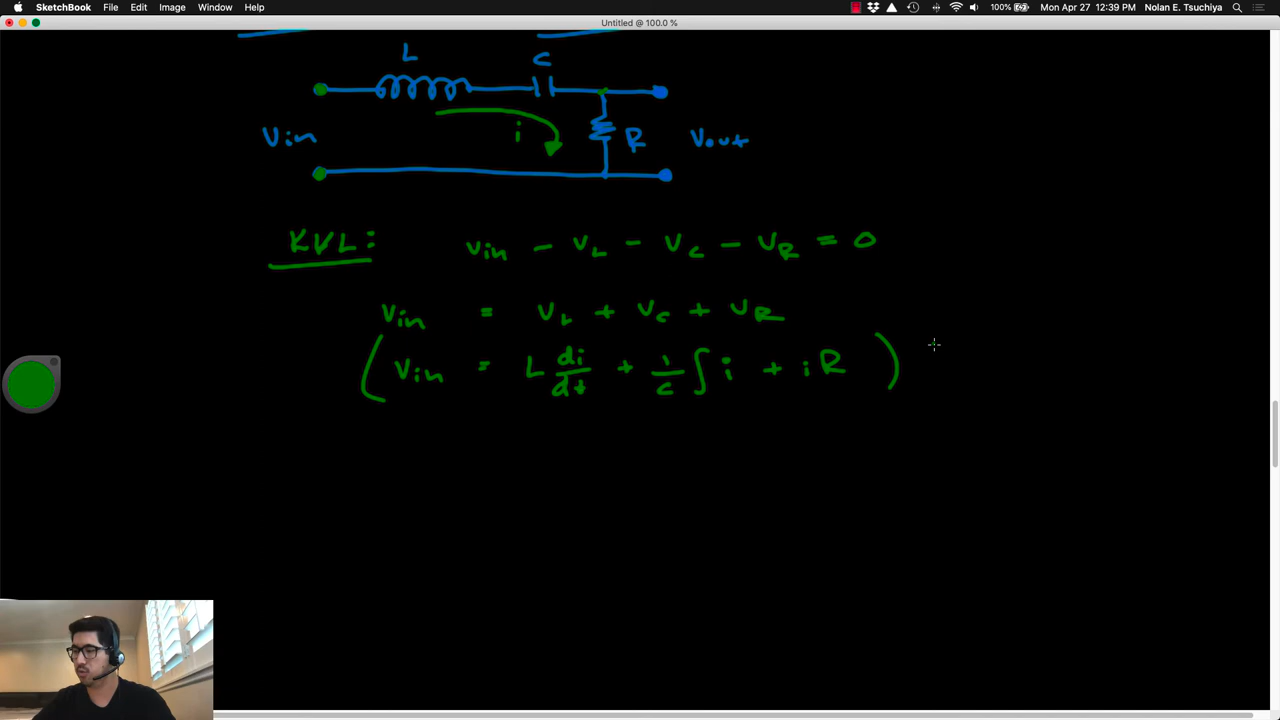 SketchBook File Edit Image Window Help 100% Mon Apr 27 12:39 PM Nolan E. Tsuchiya
Untitled @ 100.0 %
L C
Vin i R Vout
KVL: Vin - VL - VC - VR = 0
Vin = VL + VC + VR
( Vin = L di/dt + 1/C ∫ i + iR )